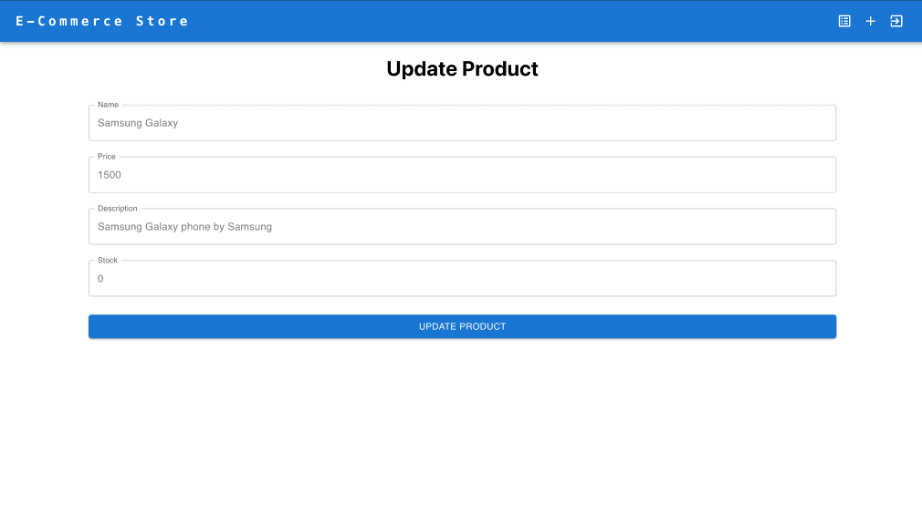 E-Commerce Store
Update Product
Name
Samsung Galaxy
Price
1500
Description
Samsung Galaxy phone by Samsung
Stock
0
UPDATE PRODUCT